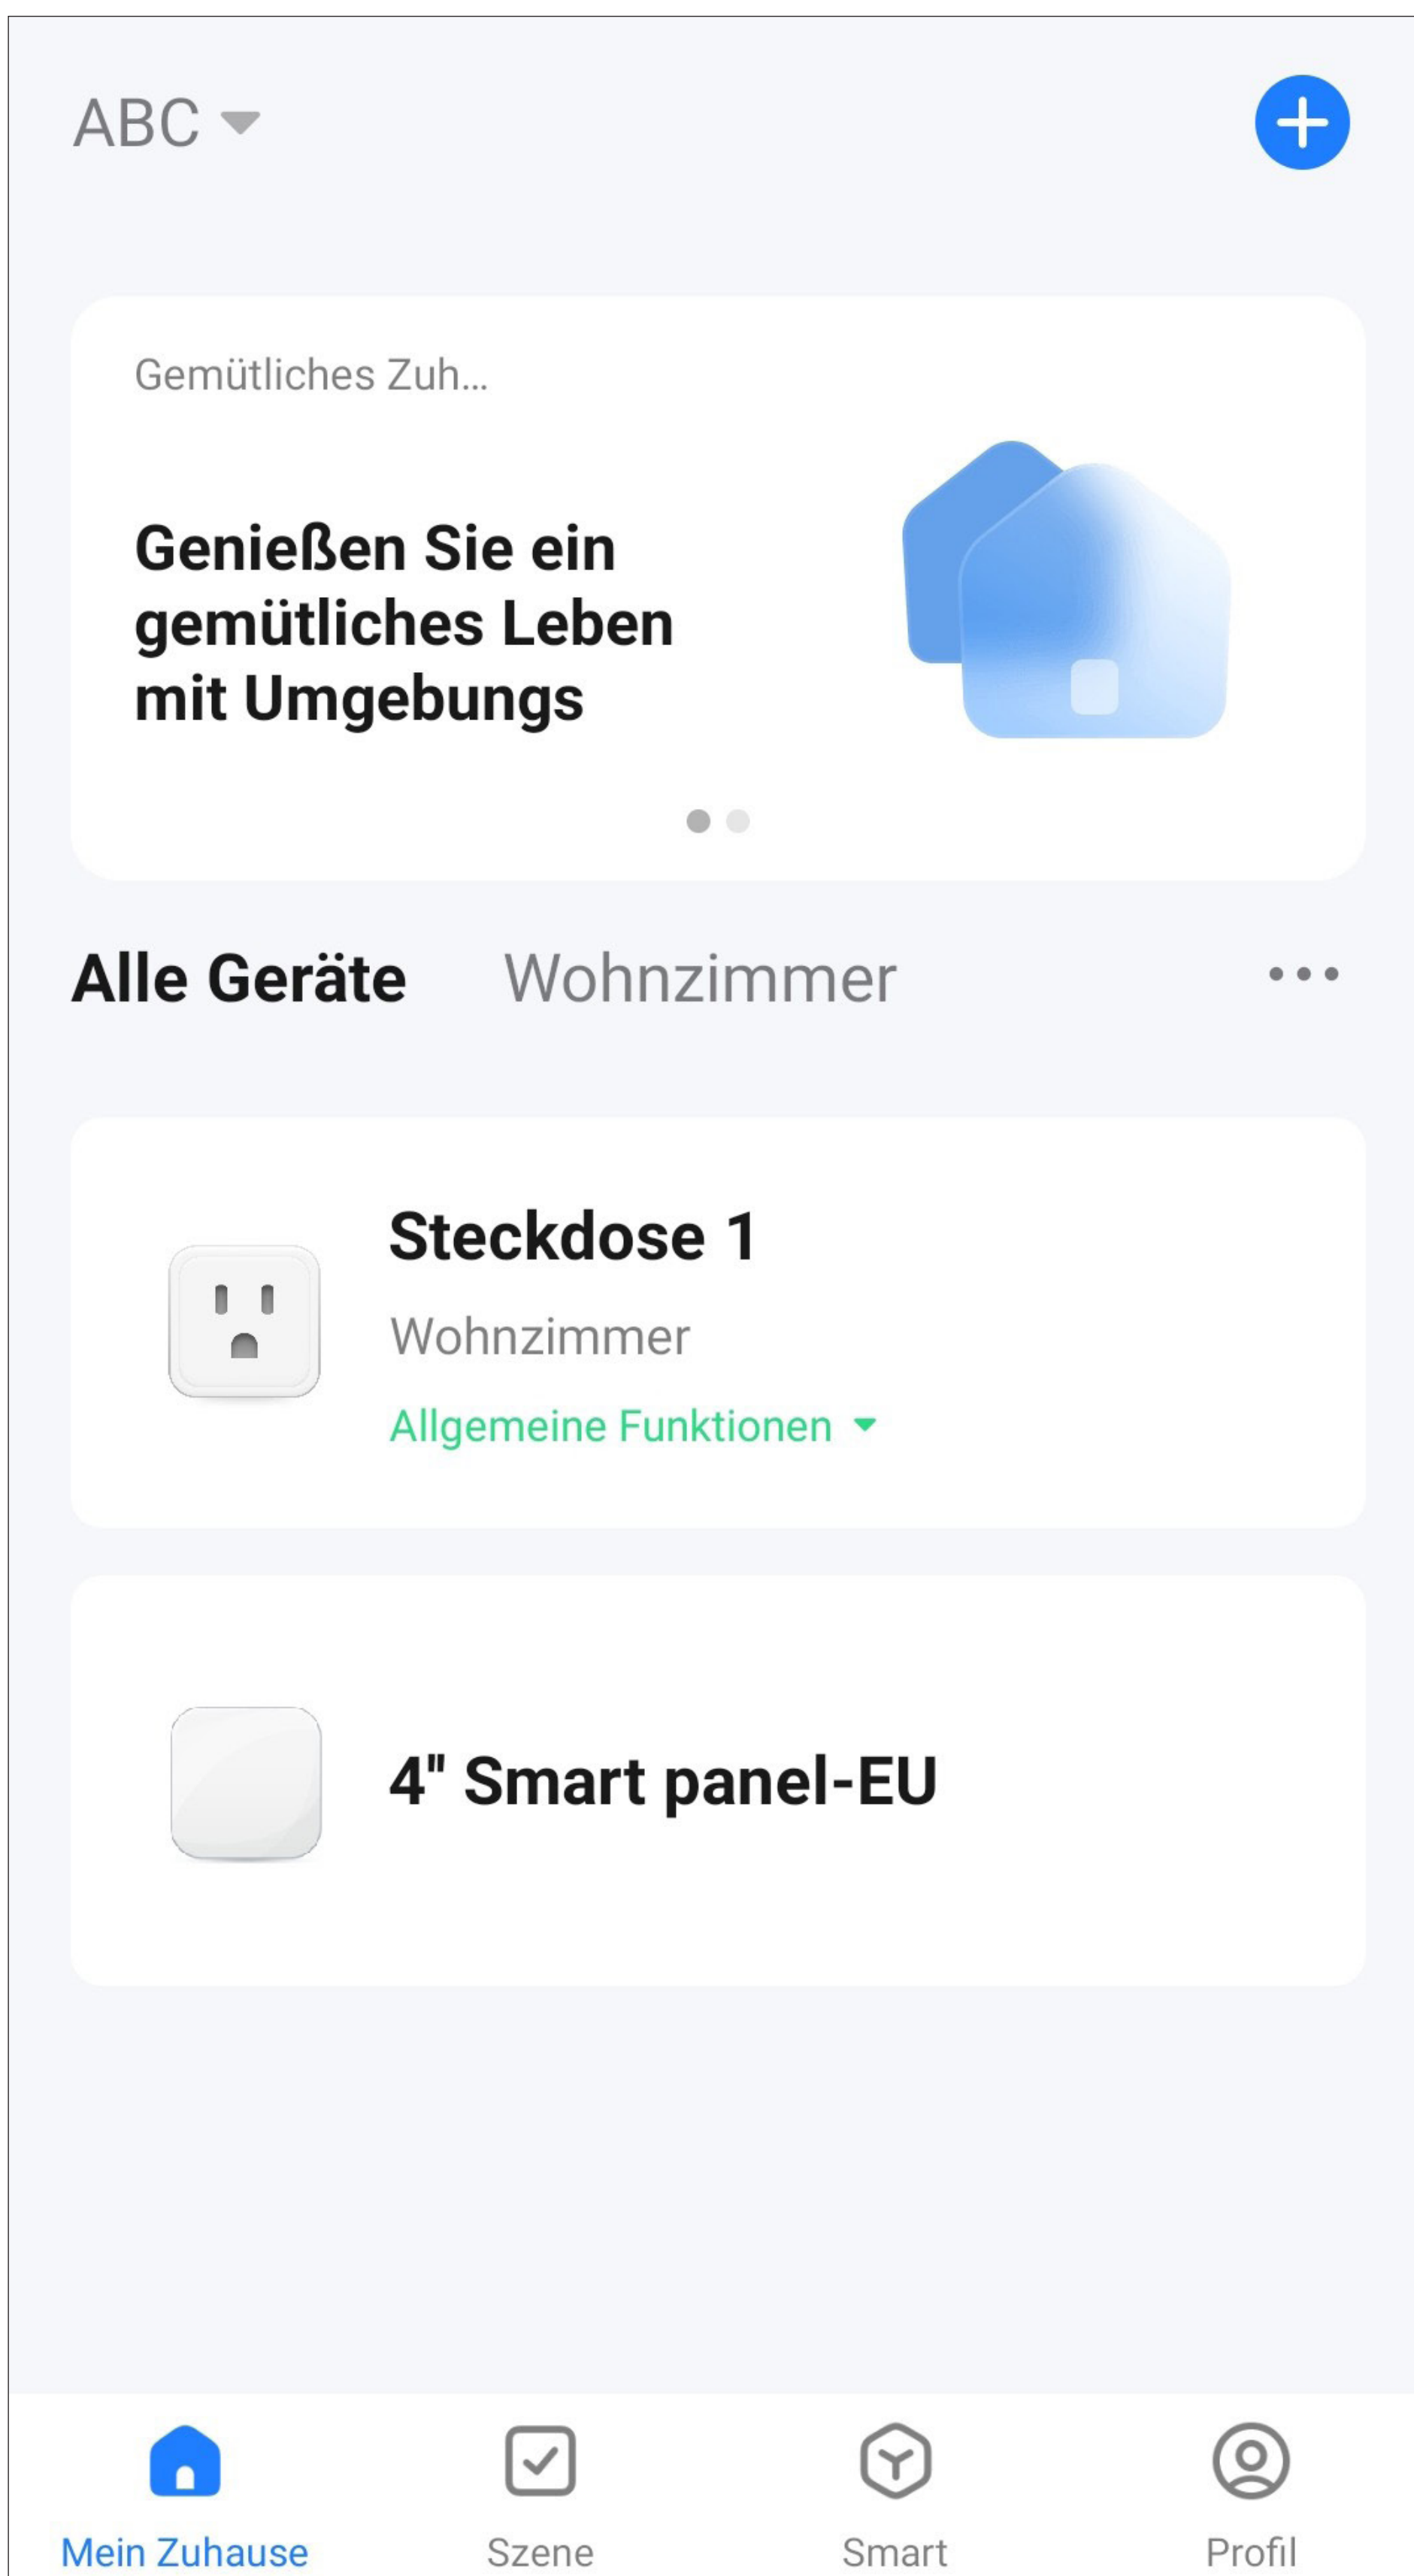 ABC
Gemütliches Zuh...
Genießen Sie ein
gemütliches Leben
mit Umgebungs
Alle Geräte Wohnzimmer
Steckdose 1
Wohnzimmer
Allgemeine Funktionen
4" Smart panel-EU
Mein Zuhause Szene Smart Profil